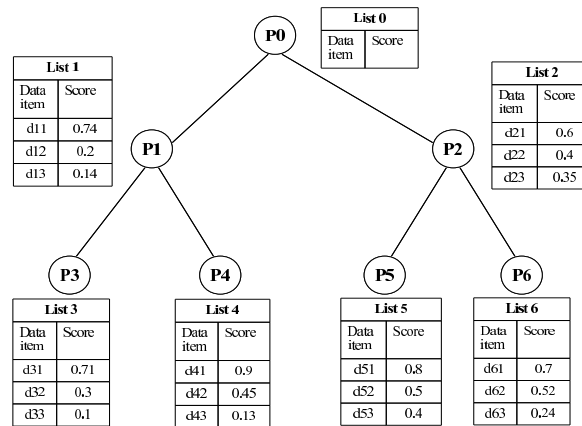 P0
List 0
Data item Score
List 1
Data item Score
d11 0.74
d12 0.2
d13 0.14
List 2
Data item Score
d21 0.6
d22 0.4
d23 0.35
P1
P2
P3
P4
P5
P6
List 3
Data item Score
d31 0.71
d32 0.3
d33 0.1
List 4
Data item Score
d41 0.9
d42 0.45
d43 0.13
List 5
Data item Score
d51 0.8
d52 0.5
d53 0.4
List 6
Data item Score
d61 0.7
d62 0.52
d63 0.24